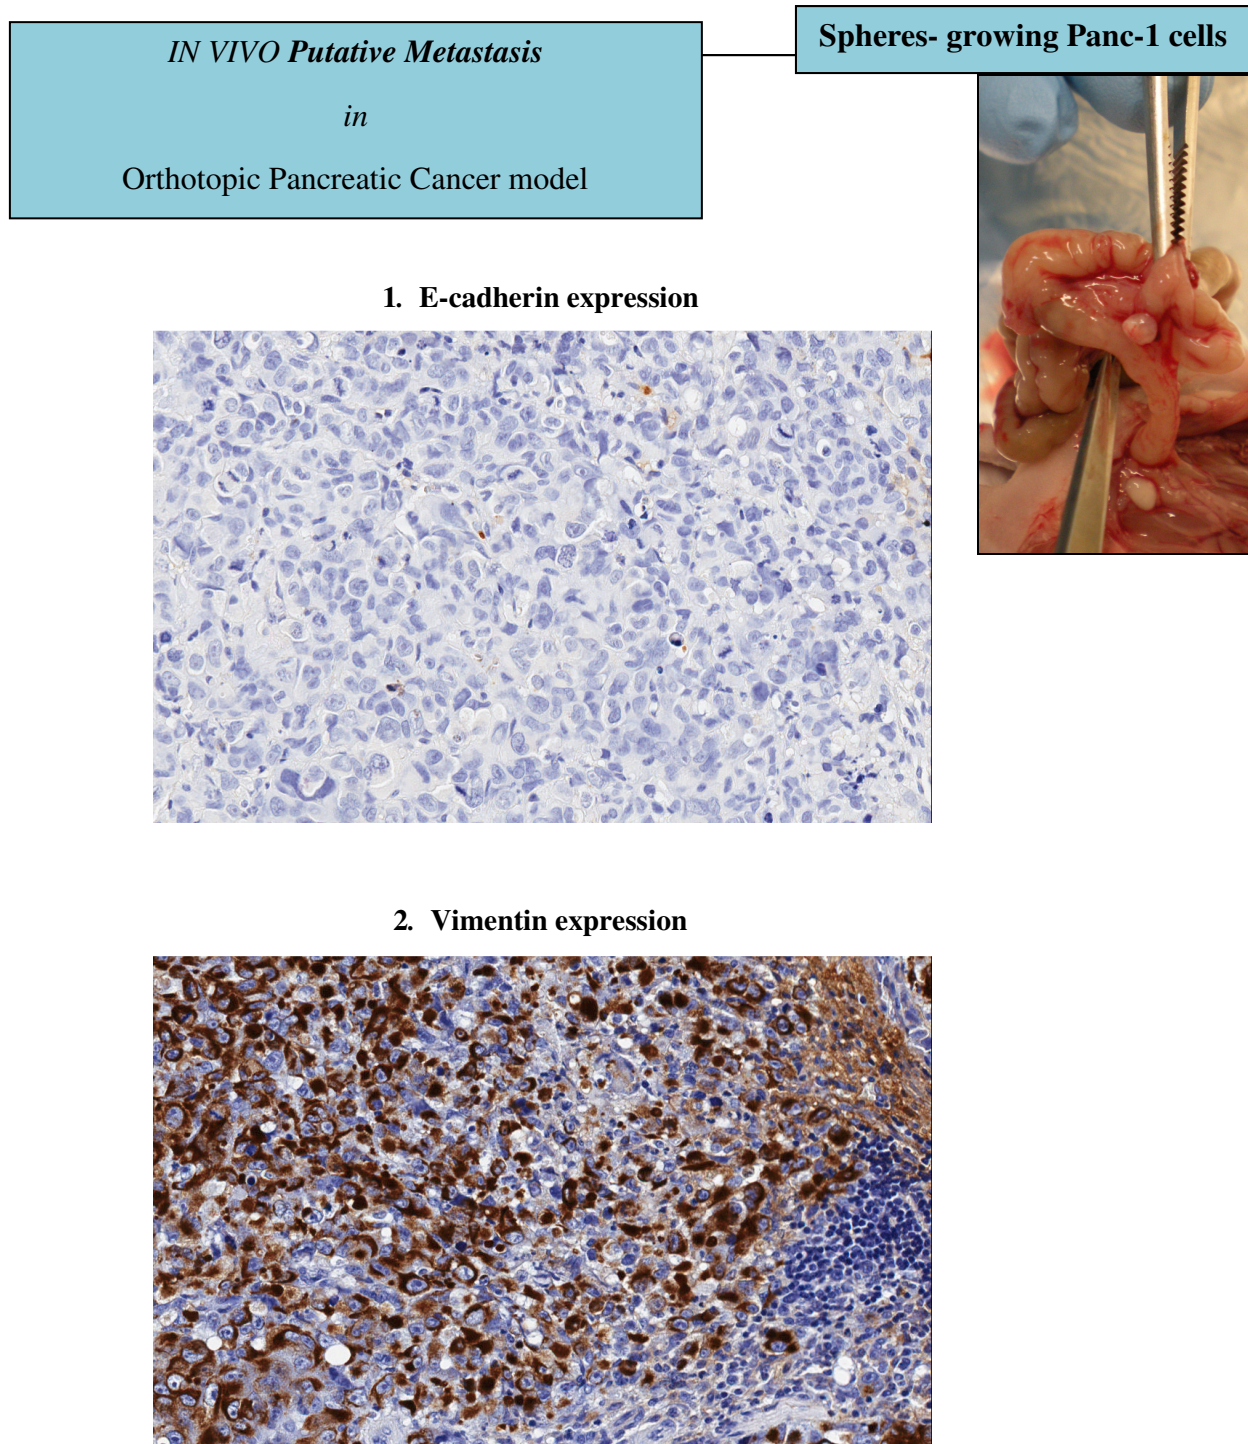 IN VIVO Putative Metastasis
in
Orthotopic Pancreatic Cancer model
Spheres- growing Panc-1 cells
1. E-cadherin expression
2. Vimentin expression